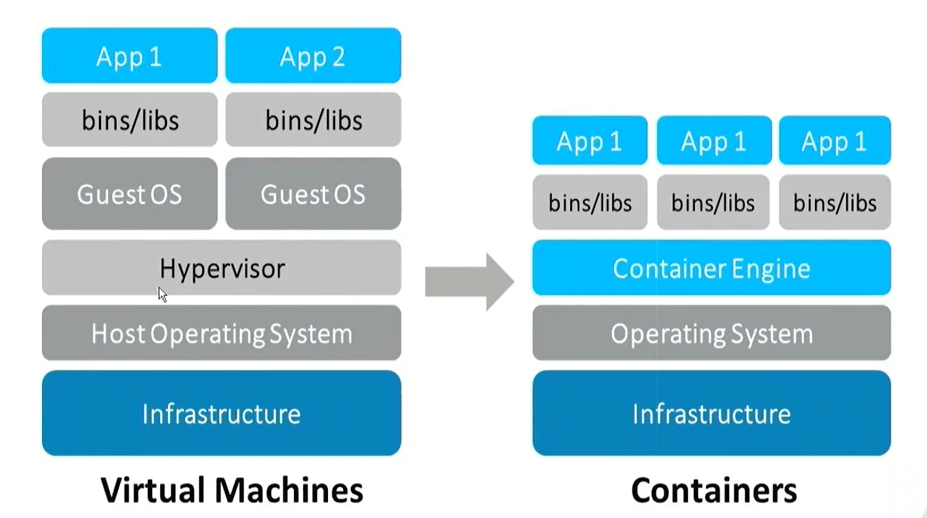 App 1 App 2
bins/libs bins/libs
Guest OS Guest OS
Hypervisor
Host Operating System
Infrastructure
Virtual Machines
App 1 App 1 App 1
bins/libs bins/libs bins/libs
Container Engine
Operating System
Infrastructure
Containers